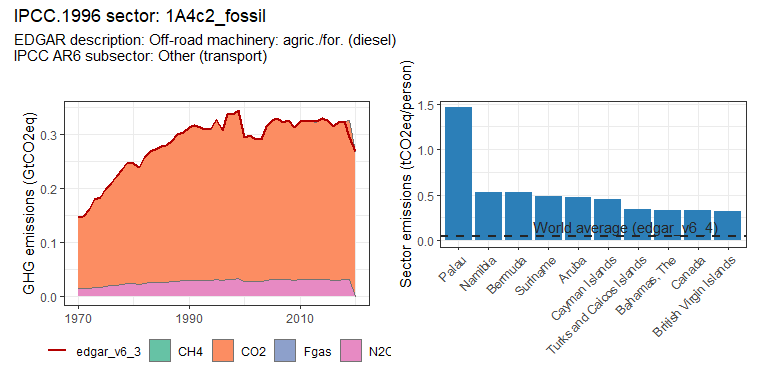 IPCC.1996 sector: 1A4c2_fossil
EDGAR description: Off-road machinery: agric./for. (diesel)
IPCC AR6 subsector: Other (transport)
GHG emissions (GtCO2eq)
0.3
0.2
0.1
0.0
1970
1990
2010
edgar_v6_3
CH4
CO2
Fgas
N2O
Sector emissions (tCO2eq/person)
1.5
1.0
0.5
0.0
World average (edgar_v6_4)
Palau
Namibia
Bermuda
Suriname
Aruba
Cayman Islands
Turks and Caicos Islands
Bahamas, The
Canada
British Virgin Islands